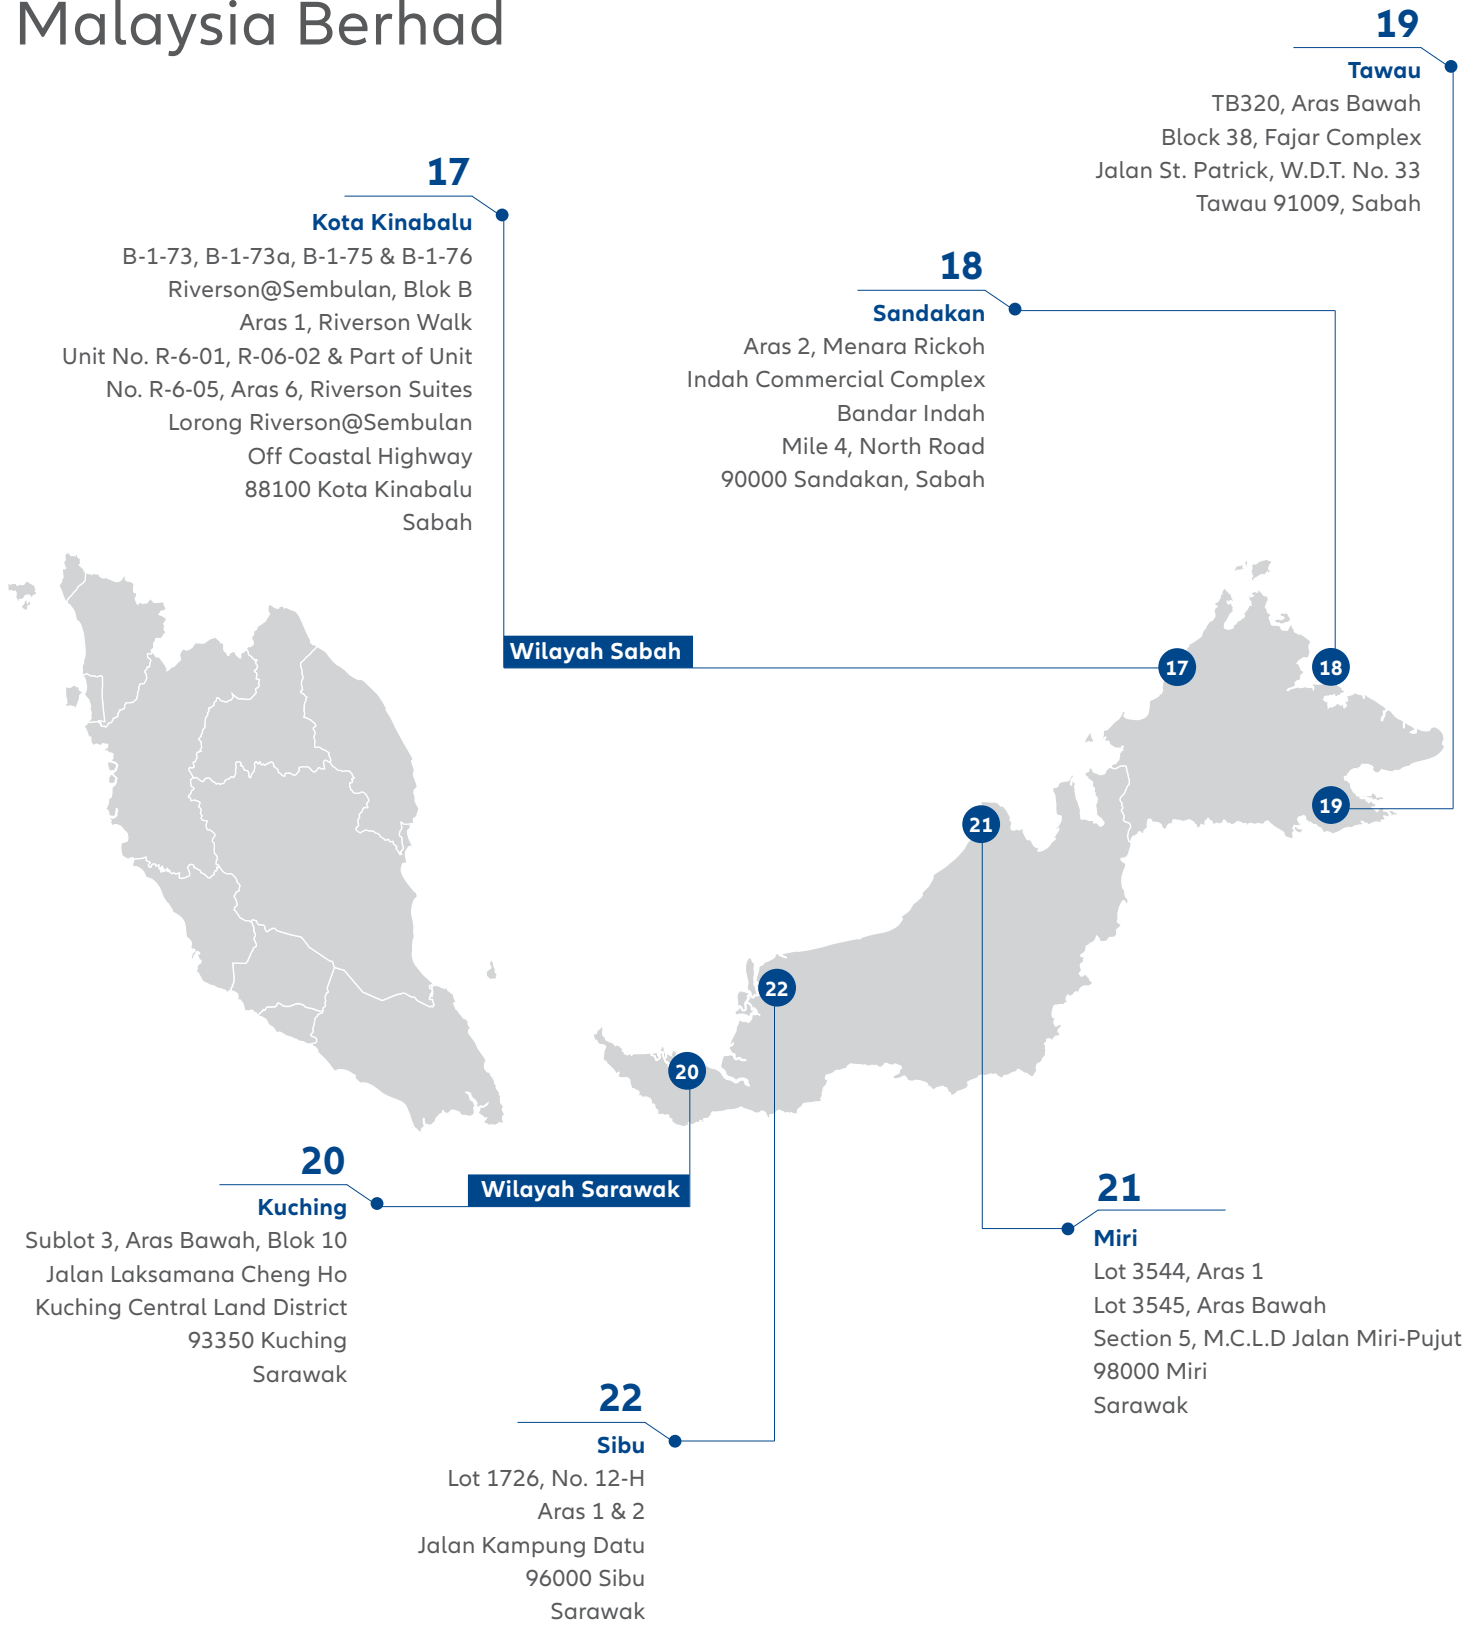 Malaysia Berhad
19
Tawau
TB320, Aras Bawah
Block 38, Fajar Complex
Jalan St. Patrick, W.D.T. No. 33
Tawau 91009, Sabah
17
Kota Kinabalu
B-1-73, B-1-73a, B-1-75 & B-1-76
Riverson@Sembulan, Blok B
Aras 1, Riverson Walk
Unit No. R-6-01, R-06-02 & Part of Unit
No. R-6-05, Aras 6, Riverson Suites
Lorong Riverson@Sembulan
Off Coastal Highway
88100 Kota Kinabalu
Sabah
18
Sandakan
Aras 2, Menara Rickoh
Indah Commercial Complex
Bandar Indah
Mile 4, North Road
90000 Sandakan, Sabah
Wilayah Sabah
17
18
19
21
22
20
Wilayah Sarawak
20
Kuching
Sublot 3, Aras Bawah, Blok 10
Jalan Laksamana Cheng Ho
Kuching Central Land District
93350 Kuching
Sarawak
21
Miri
Lot 3544, Aras 1
Lot 3545, Aras Bawah
Section 5, M.C.L.D Jalan Miri-Pujut
98000 Miri
Sarawak
22
Sibu
Lot 1726, No. 12-H
Aras 1 & 2
Jalan Kampung Datu
96000 Sibu
Sarawak